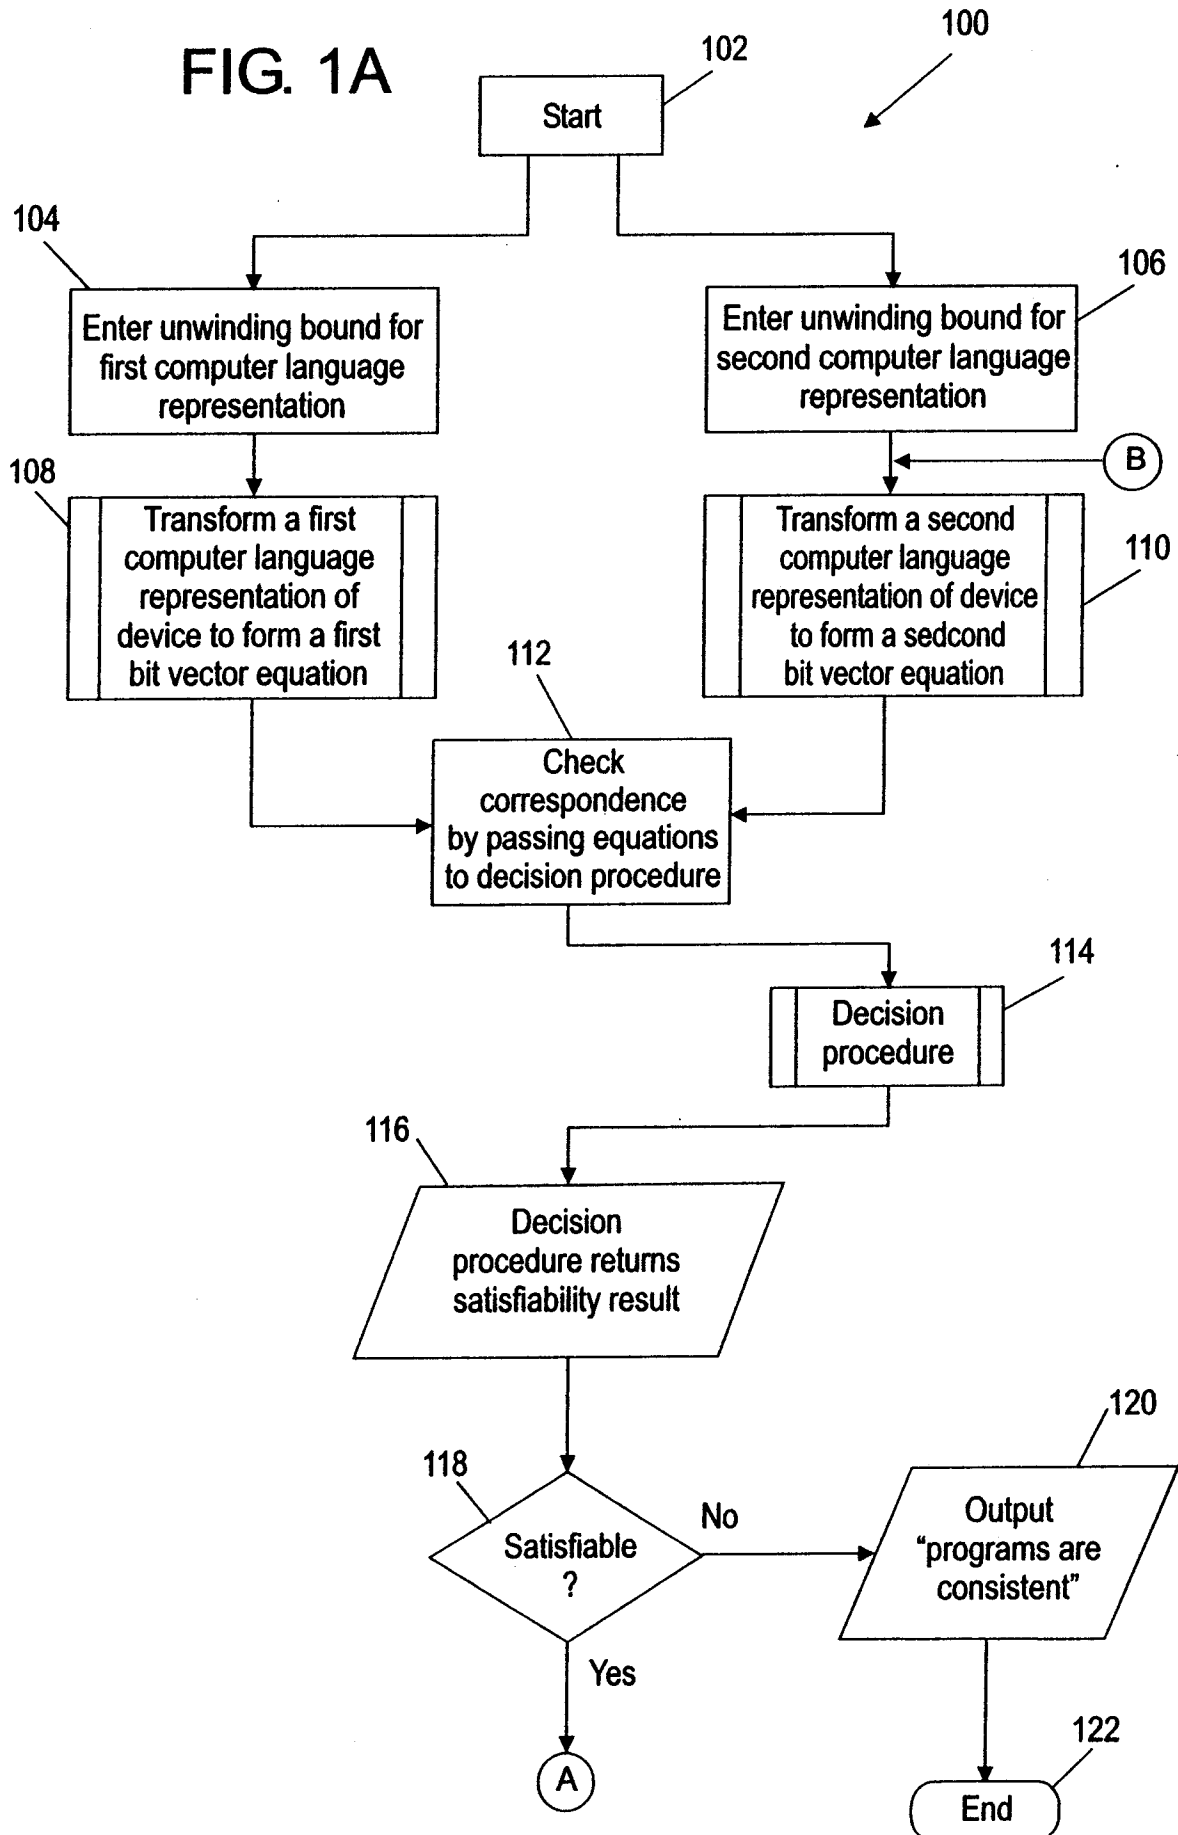 FIG. 1A
100
102
Start
104
106
Enter unwinding bound for
first computer language
representation
Enter unwinding bound for
second computer language
representation
B
108
110
Transform a first
computer language
representation of
device to form a first
bit vector equation
Transform a second
computer language
representation of device
to form a sedcond
bit vector equation
112
Check
correspondence
by passing equations
to decision procedure
114
Decision
procedure
116
Decision
procedure returns
satisfiability result
118
Satisfiable
?
No
Yes
120
Output
“programs are
consistent”
A
122
End